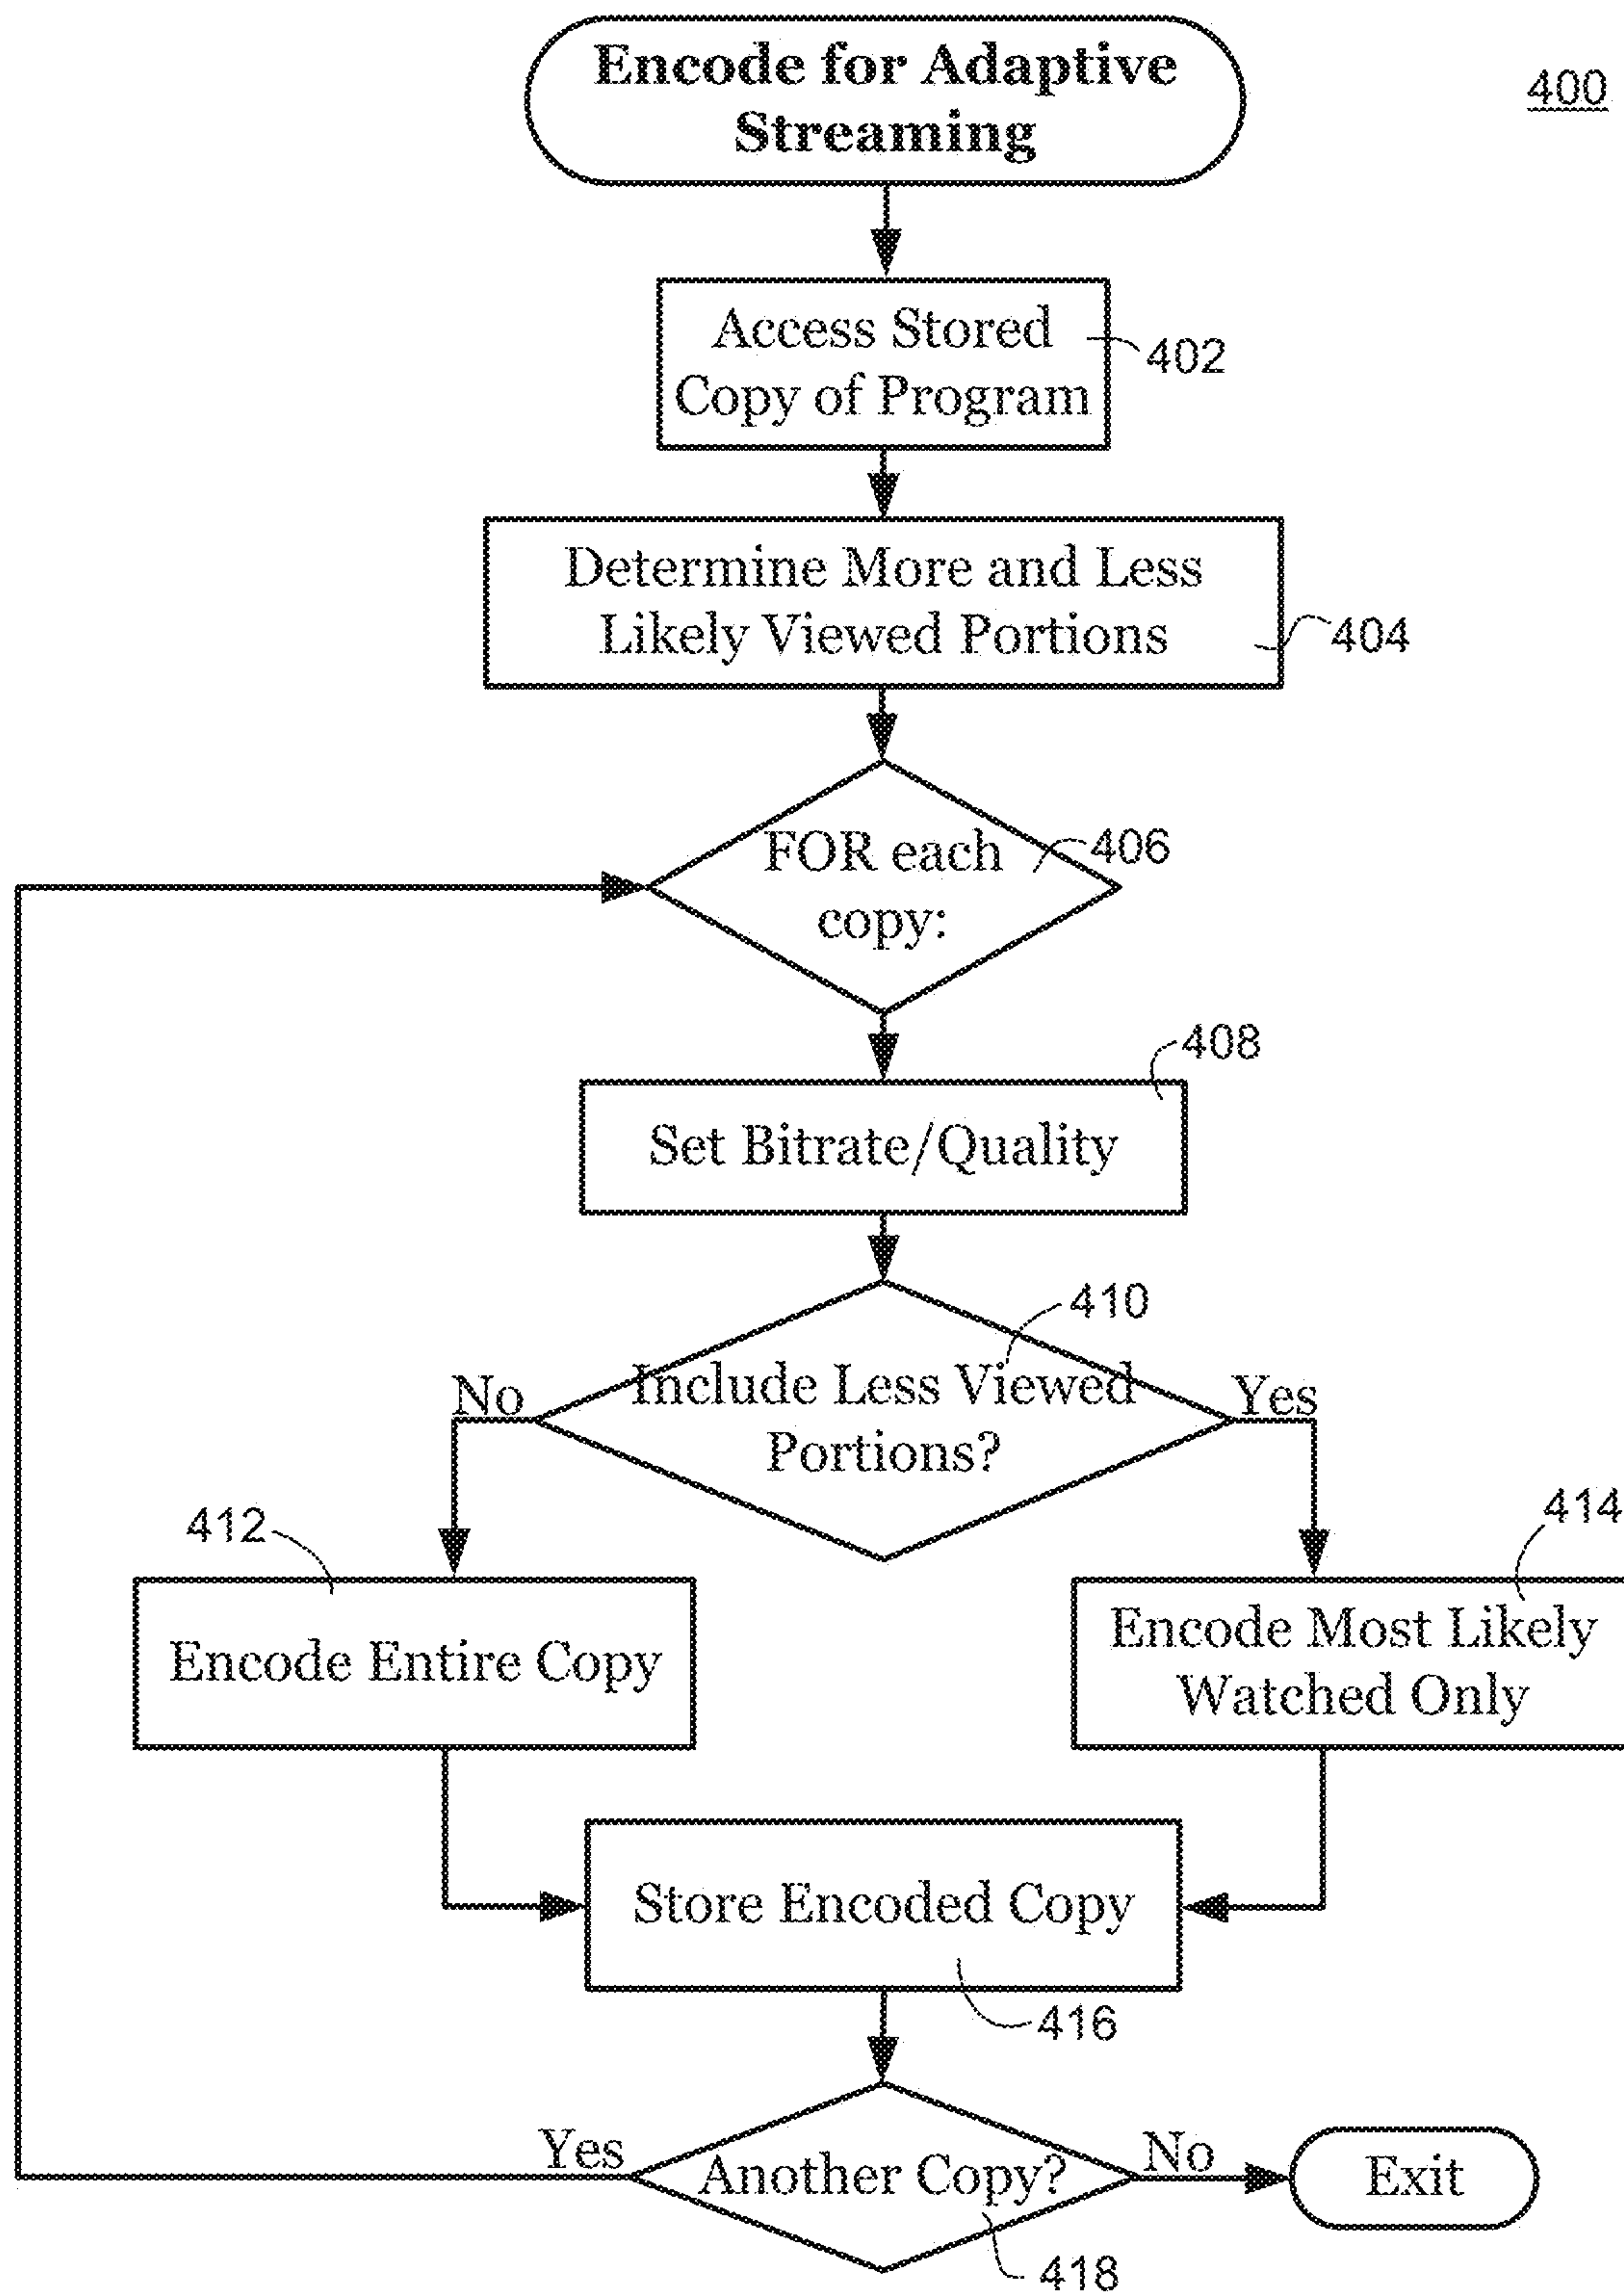 Encode for Adaptive
Streaming
400
Access Stored
Copy of Program
402
Determine More and Less
Likely Viewed Portions
404
FOR each
copy:
406
408
Set Bitrate/Quality
410
Include Less Viewed
Portions?
No
Yes
412
414
Encode Entire Copy
Encode Most Likely
Watched Only
Store Encoded Copy
416
Yes
Another Copy?
No
Exit
418